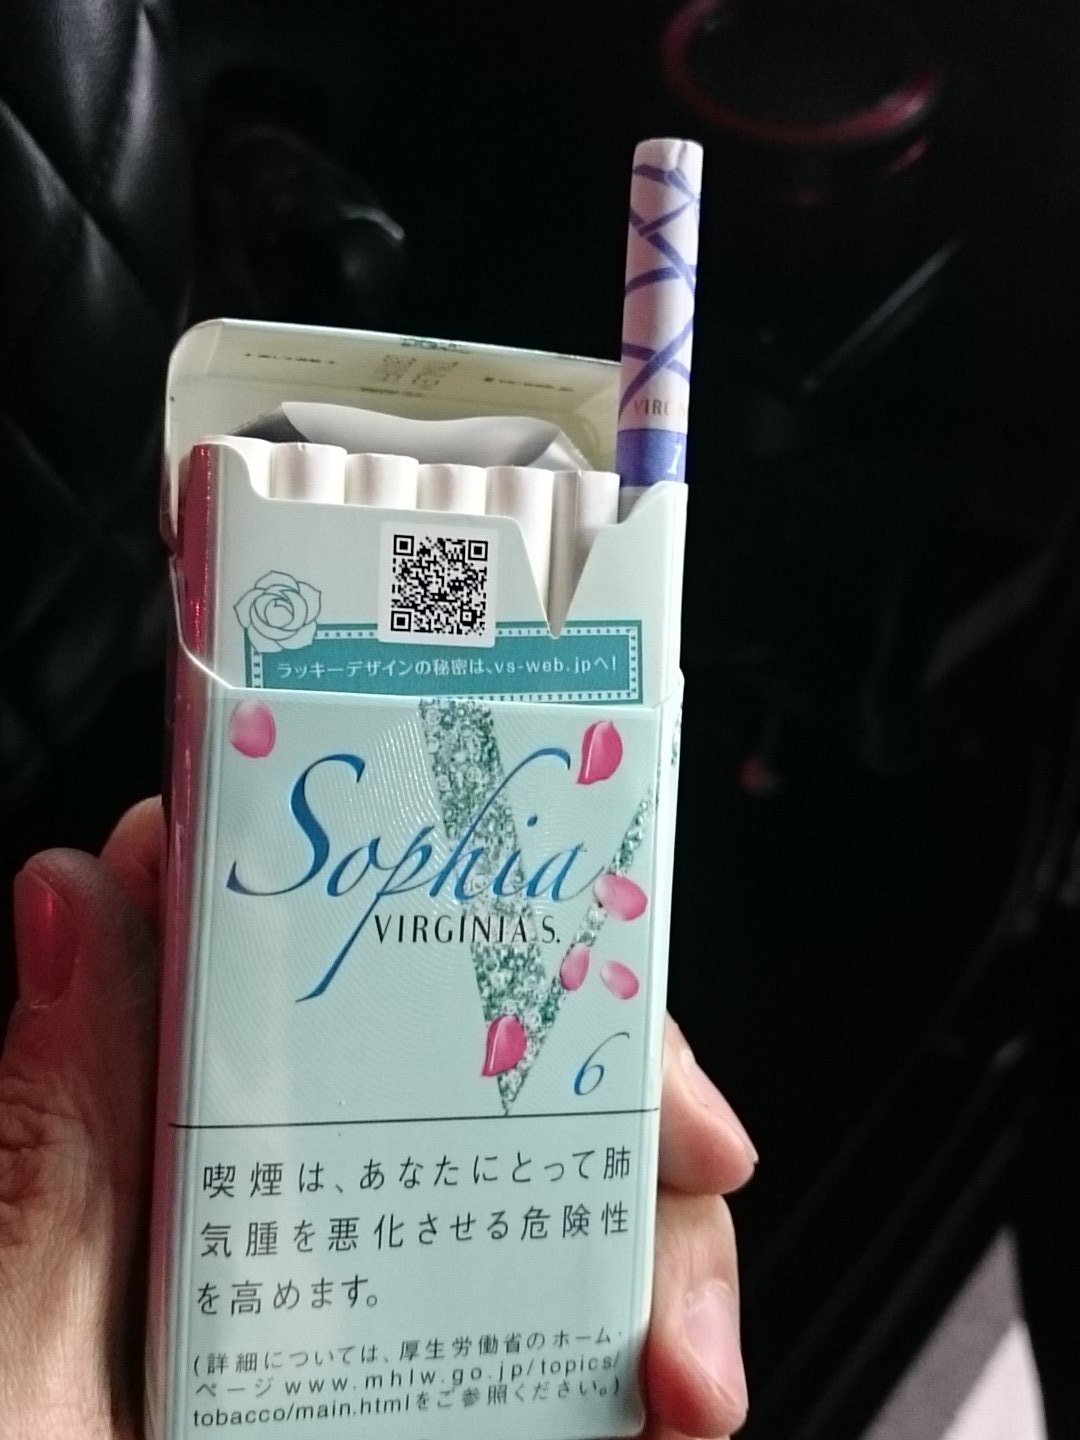 VIRG
1
ラッキーデザインの秘密は、vs-web.jpへ!
Sophia
VIRGINIA S.
6
喫煙は、あなたにとって肺
気腫を悪化させる危険性
を高めます。
(詳細については、厚生労働省のホーム・
ページ www.mhlw.go.jp/topics/
tobacco/main.htmlをご参照ください。)